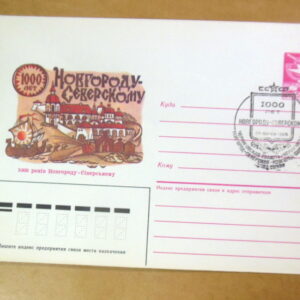 1000
ЛЕТ
НОВГОРОДУ-
СЕВЕРСКОМУ
1000 років Новгороду-Сіверському
Пишите индекс предприятия связи места назначения
Куда
Кому
Индекс предприятия связи и адрес отправителя
СССР
1000
ЛЕТ
НОВГОРОДУ-СЕВЕРСКОМУ